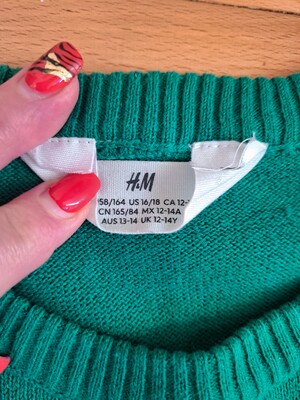 H&M
158/164 US 16/18 CA 12-
CN 165/84 MX 12-14A
AUS 13-14 UK 12-14Y